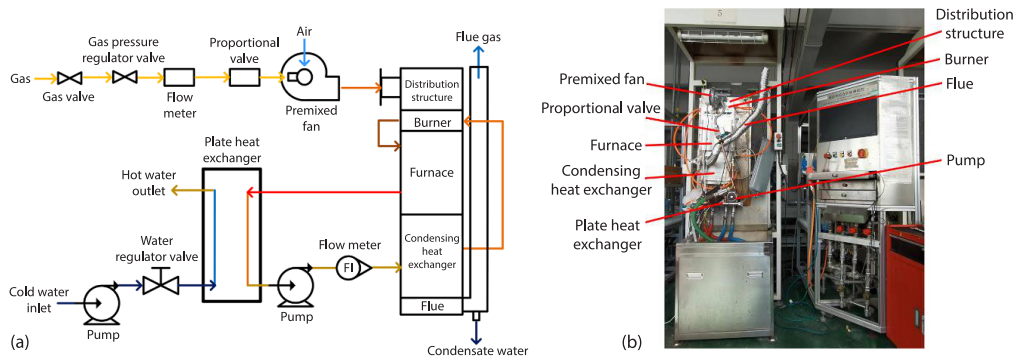 Gas
Gas valve
Gas pressure
regulator valve
Flow
meter
Proportional
valve
Air
Premixed
fan
Flue gas
Distribution
structure
Burner
Furnace
Condensing
heat
exchanger
Flue
Condensate water
Plate heat
exchanger
Hot water
outlet
Water
regulator valve
Cold water
inlet
Pump
Pump
Flow meter
FI
(a)
Distribution
structure
Burner
Flue
Pump
Premixed fan
Proportional valve
Furnace
Condensing
heat exchanger
Plate heat
exchanger
(b)